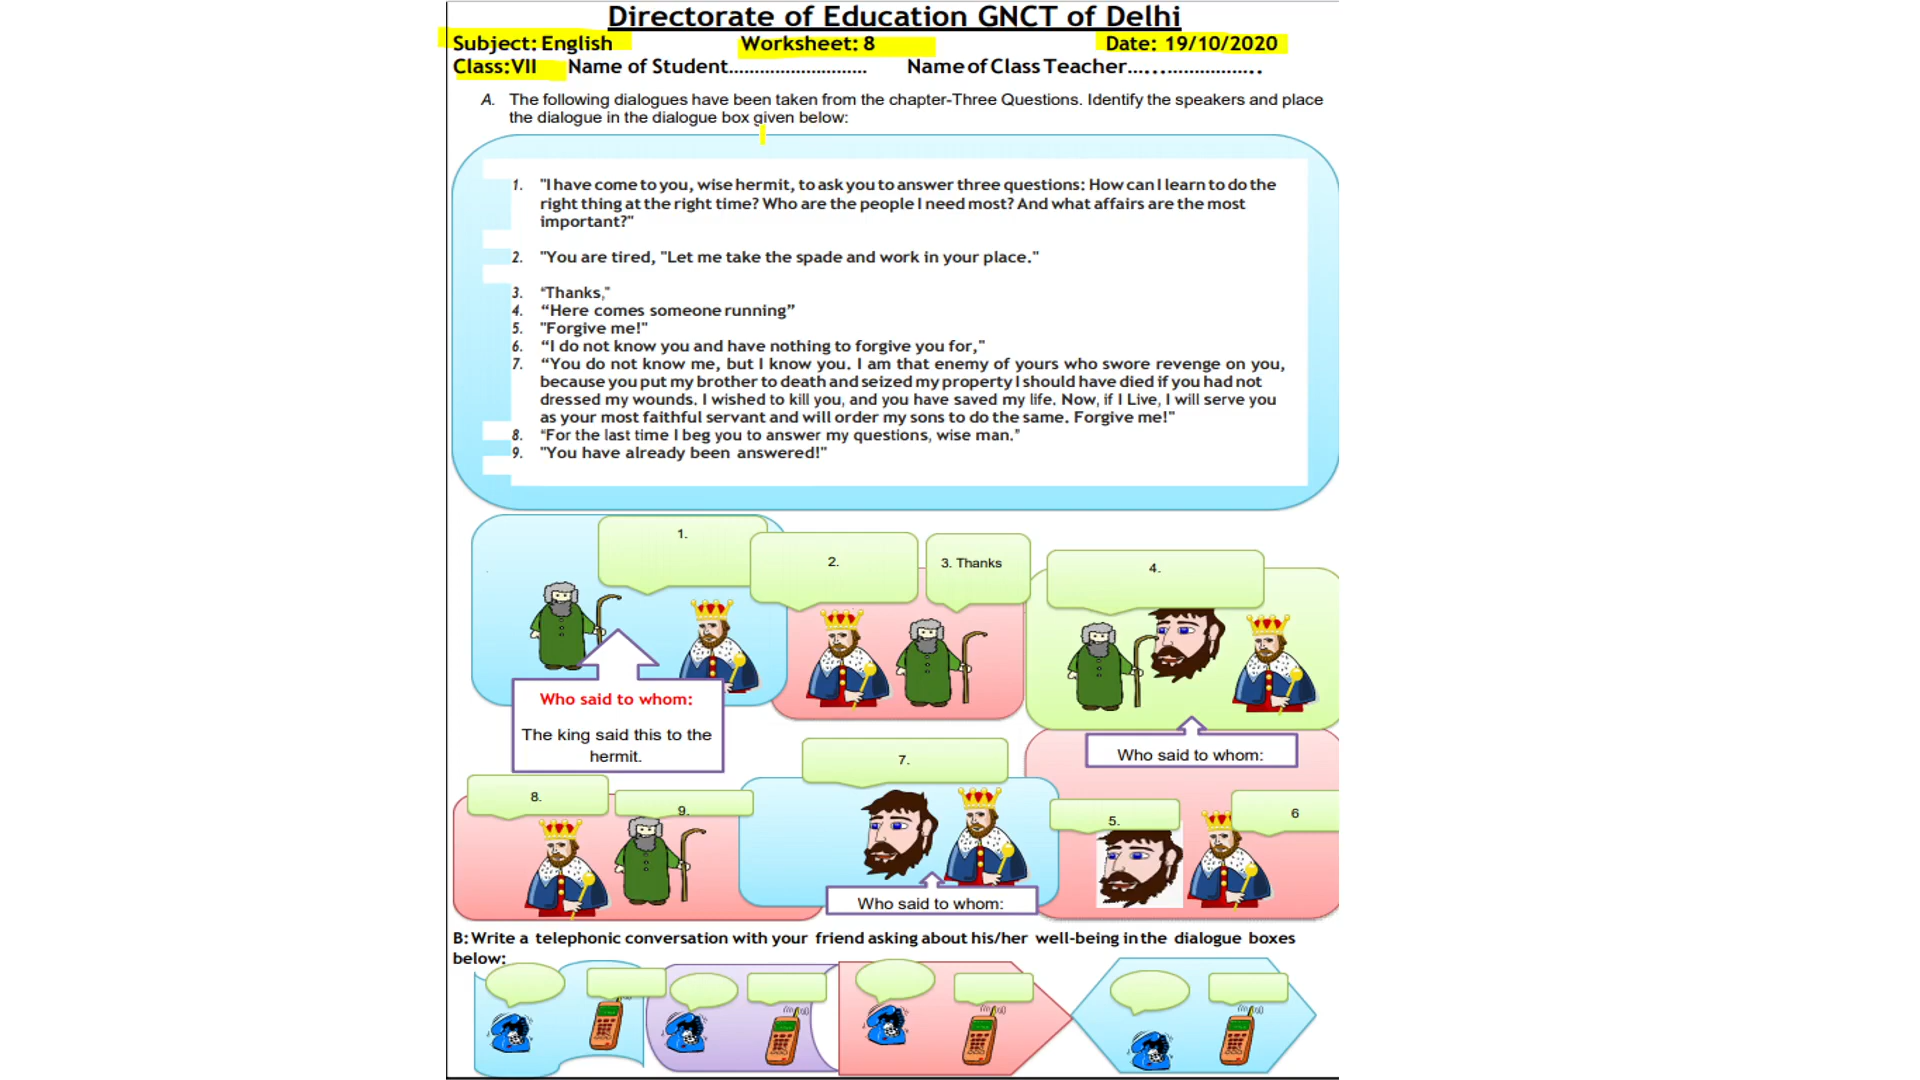 Directorate of Education GNCT of Delhi
Subject: English Worksheet: 8 Date: 19/10/2020
Class:VII Name of Student........................... Name of Class Teacher........................
A. The following dialogues have been taken from the chapter-Three Questions. Identify the speakers and place
the dialogue in the dialogue box given below:
1. "I have come to you, wise hermit, to ask you to answer three questions: How can I learn to do the
right thing at the right time? Who are the people I need most? And what affairs are the most
important?"
2. "You are tired, "Let me take the spade and work in your place."
3. "Thanks,"
4. “Here comes someone running”
5. "Forgive me!"
6. “I do not know you and have nothing to forgive you for,"
7. “You do not know me, but I know you. I am that enemy of yours who swore revenge on you,
because you put my brother to death and seized my property I should have died if you had not
dressed my wounds. I wished to kill you, and you have saved my life. Now, if I Live, I will serve you
as your most faithful servant and will order my sons to do the same. Forgive me!"
8. "For the last time I beg you to answer my questions, wise man."
9. "You have already been answered!"
1.
2.
3. Thanks
4.
Who said to whom:
The king said this to the
hermit.
Who said to whom:
7.
8.
9.
5.
6
Who said to whom:
B: Write a telephonic conversation with your friend asking about his/her well-being in the dialogue boxes
below: